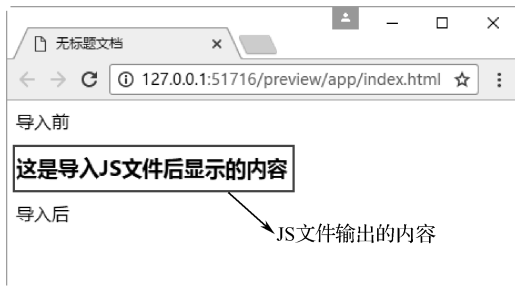 无标题文档
127.0.0.1:51716/preview/app/index.html
导入前
这是导入JS文件后显示的内容
导入后
JS文件输出的内容